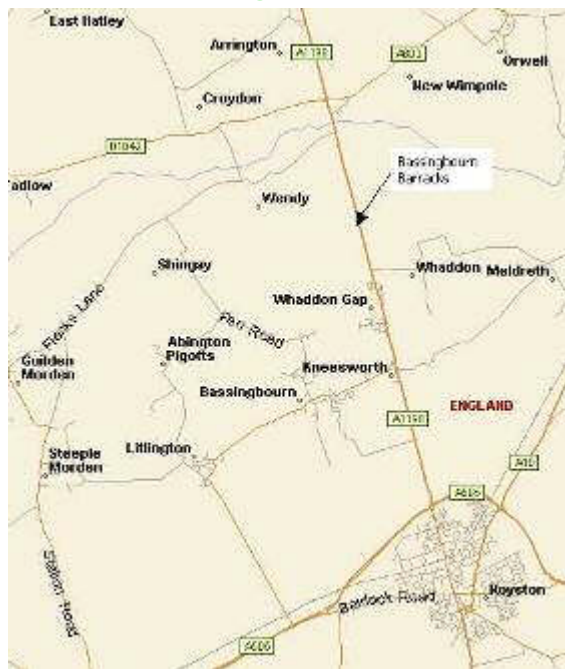 East Hatley
Arrington
A1198
A603
Orwell
New Wimpole
Croydon
B1042
Tadlow
Bassingbourn
Barracks
Wendy
Shingay
Whaddon
Meldreth
Whaddon Gap
Flecks Lane
Fen Road
Abington
Pigotts
Guilden
Morden
Kneesworth
Bassingbourn
ENGLAND
A1198
Litlington
Steeple
Morden
A10
A505
Station Road
Royston
Baldock Road
A505